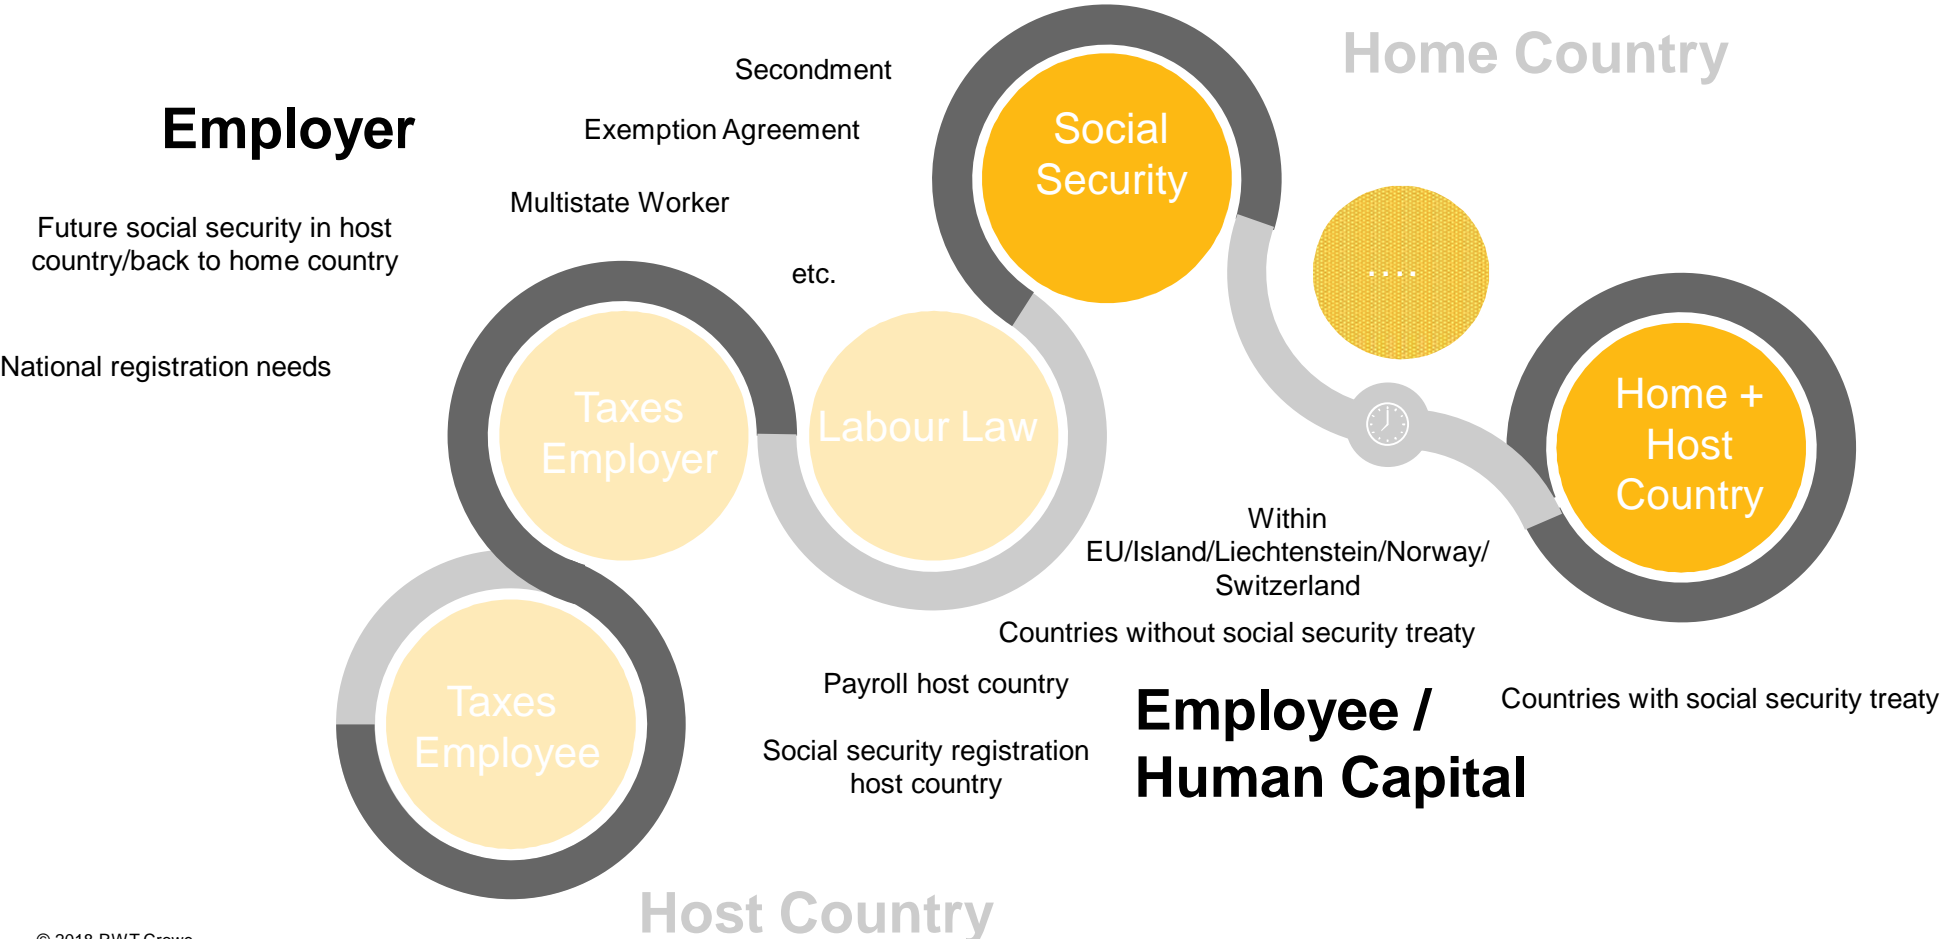 Home Country
Secondment
Employer
Exemption Agreement
Social
Security
Multistate Worker
Future social security in host
country/back to home country
etc.
....
National registration needs
Taxes
Employer
Labour Law
Home +
Host
Country
Within
EU/Island/Liechtenstein/Norway/
Switzerland
Countries without social security treaty
Payroll host country
Employee /
Human Capital
Countries with social security treaty
Taxes
Employee
Social security registration
host country
Host Country
© 2018 RWT Crowe